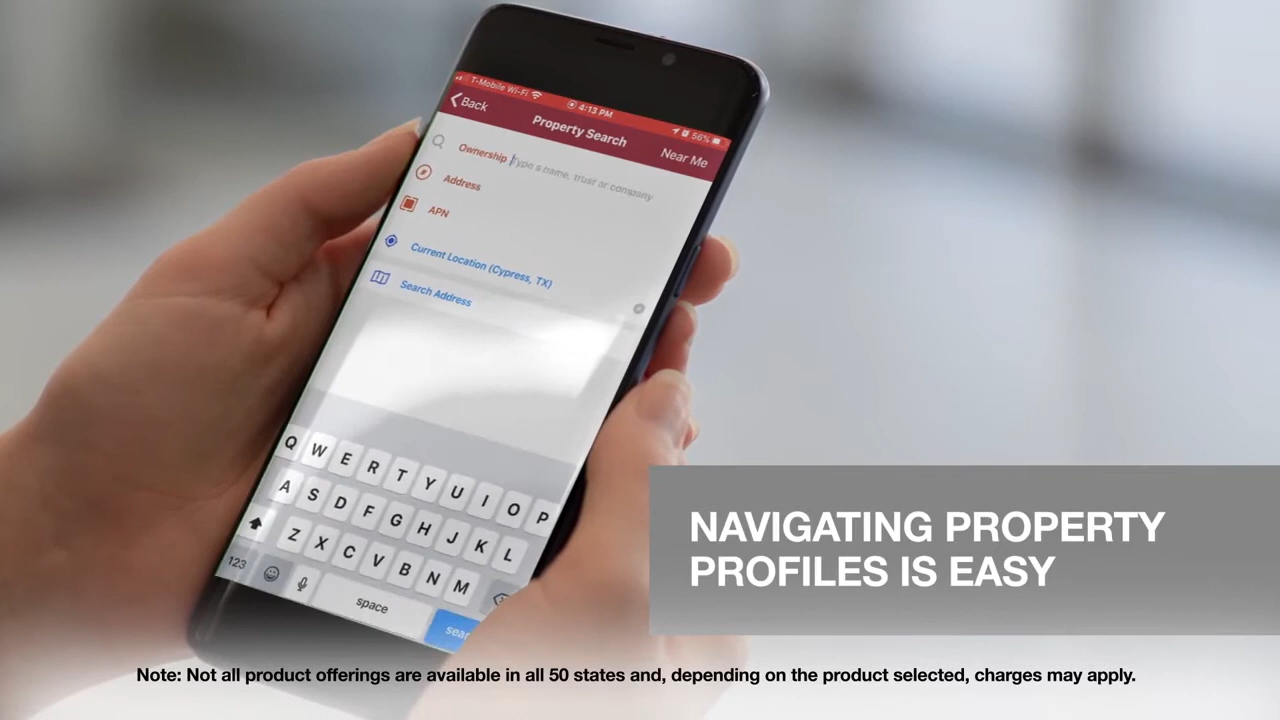 T-Mobile Wi-Fi 4:13 PM 56%
Back Property Search Near Me
Ownership Type a name, trust or company
Address
APN
Current Location (Cypress, TX)
Search Address
Q W E R T Y U I O P
A S D F G H J K L
Z X C V B N M
123 space
NAVIGATING PROPERTY
PROFILES IS EASY
Note: Not all product offerings are available in all 50 states and, depending on the product selected, charges may apply.